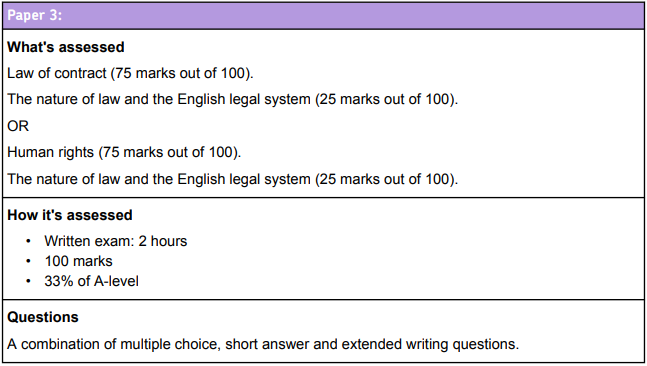 Paper 3:
What's assessed
Law of contract (75 marks out of 100).
The nature of law and the English legal system (25 marks out of 100).
OR
Human rights (75 marks out of 100).
The nature of law and the English legal system (25 marks out of 100).
How it's assessed
• Written exam: 2 hours
• 100 marks
• 33% of A-level
Questions
A combination of multiple choice, short answer and extended writing questions.